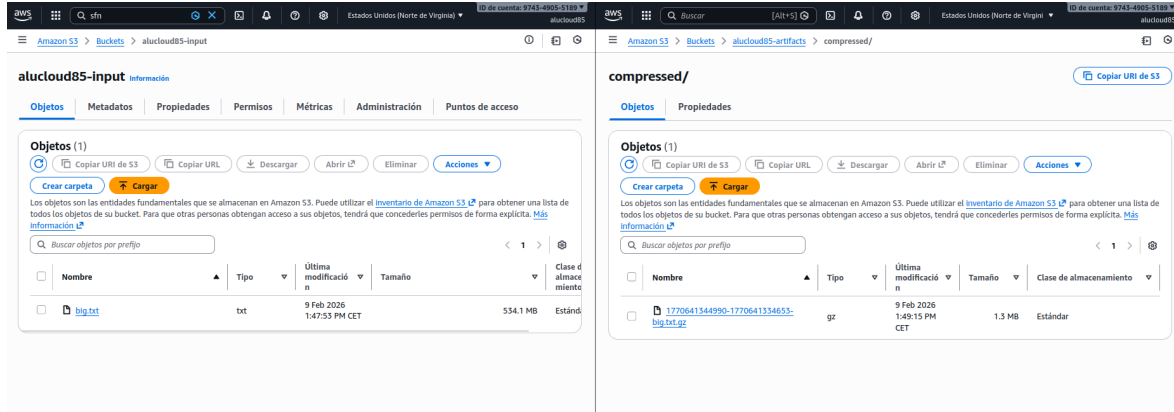 aws
sfn
Estados Unidos (Norte de Virginia) ▼
ID de cuenta: 9743-4905-5189 ▼
alucloud85
Amazon S3 > Buckets > alucloud85-input
alucloud85-input Información
Objetos Metadatos Propiedades Permisos Métricas Administración Puntos de acceso
Objetos (1)
Copiar URI de S3 Copiar URL Descargar Abrir Eliminar Acciones ▼
Crear carpeta Cargar
Los objetos son las entidades fundamentales que se almacenan en Amazon S3. Puede utilizar el inventario de Amazon S3 para obtener una lista de
todos los objetos de su bucket. Para que otras personas obtengan acceso a sus objetos, tendrá que concederles permisos de forma explícita. Más
información
Buscar objetos por prefijo
< 1 >
Nombre ▲ Tipo Última modificación Tamaño Clase d
almace
miento
big.txt txt 9 Feb 2026
1:47:53 PM CET 534.1 MB Estánda
aws
Buscar [Alt+S]
Estados Unidos (Norte de Virgini ▼
ID de cuenta: 9743-4905-5189 ▼
alucloud85
Amazon S3 > Buckets > alucloud85-artifacts > compressed/
compressed/
Copiar URI de S3
Objetos Propiedades
Objetos (1)
Copiar URI de S3 Copiar URL Descargar Abrir Eliminar Acciones ▼
Crear carpeta Cargar
Los objetos son las entidades fundamentales que se almacenan en Amazon S3. Puede utilizar el inventario de Amazon S3 para obtener una lista de
todos los objetos de su bucket. Para que otras personas obtengan acceso a sus objetos, tendrá que concederles permisos de forma explícita. Más
información
Buscar objetos por prefijo
< 1 >
Nombre ▲ Tipo Última modificación Tamaño Clase de almacenamiento
1770641344990-1770641334653-
big.txt.gz gz 9 Feb 2026
1:49:15 PM
CET 1.3 MB Estándar